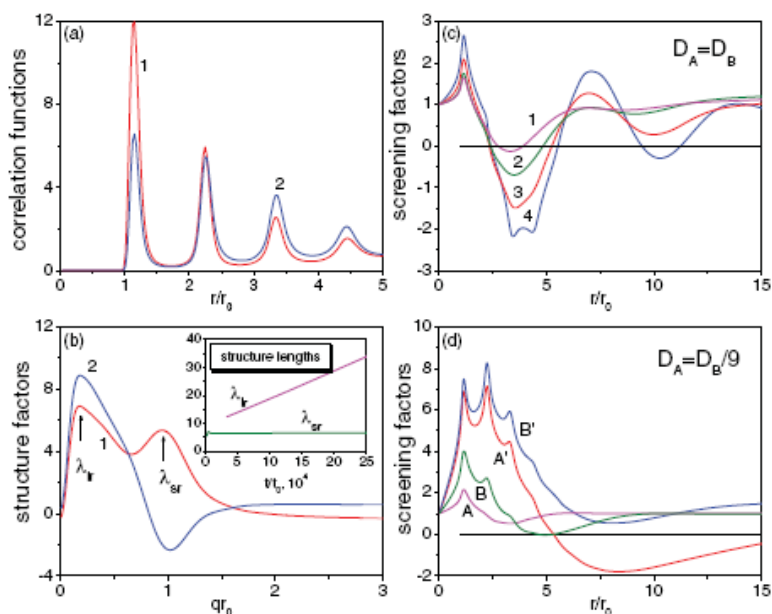 (a)
correlation functions
12
8
4
0
1
2
0 1 2 3 4 5
r/r₀
(c)
D_A=D_B
screening factors
4
3
2
1
0
-1
-2
-3
1
2
3
4
0 5 10 15
r/r₀
(b)
structure factors
12
8
4
0
-4
2
1
λ_lr
λ_sr
structure lengths
40
30
20
10
0
λ_lr
λ_sr
0 5 10 15 20 25
t/t₀, 10⁴
0 1 2 3
qr₀
(d)
D_A=D_B/9
screening factors
10
8
6
4
2
0
-2
B'
A'
B
A
0 5 10 15
r/r₀